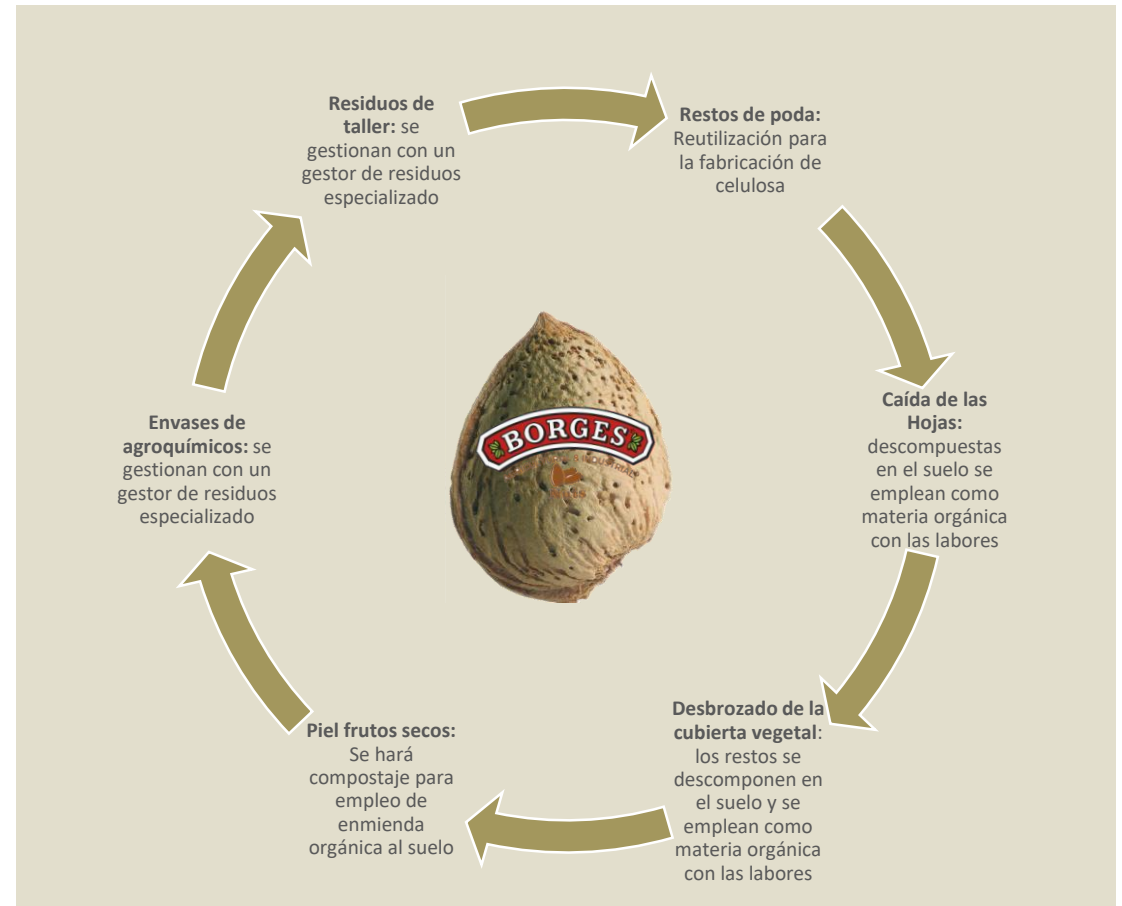 Residuos de
taller: se
gestionan con un
gestor de residuos
especializado
Restos de poda:
Reutilización para
la fabricación de
celulosa
Caída de las
Hojas:
descompuestas
en el suelo se
emplean como
materia orgánica
con las labores
Desbrozado de la
cubierta vegetal:
los restos se
descomponen en
el suelo y se
emplean como
materia orgánica
con las labores
Piel frutos secos:
Se hará
compostaje para
empleo de
enmienda
orgánica al suelo
Envases de
agroquímicos: se
gestionan con un
gestor de residuos
especializado
BORGES
INDUSTRIAL